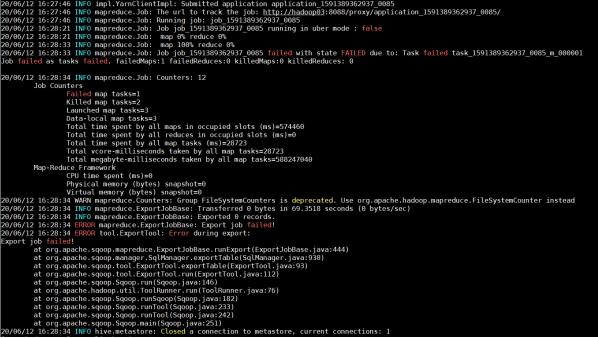 20/06/12 16:27:46 INFO impl.YarnClientImpl: Submitted application application_1591389362937_0085
20/06/12 16:27:46 INFO mapreduce.Job: The url to track the job: http://hadoop03:8088/proxy/application_1591389362937_0085/
20/06/12 16:27:46 INFO mapreduce.Job: Running job: job_1591389362937_0085
20/06/12 16:28:21 INFO mapreduce.Job: Job job_1591389362937_0085 running in uber mode : false
20/06/12 16:28:21 INFO mapreduce.Job:  map 0% reduce 0%
20/06/12 16:28:33 INFO mapreduce.Job:  map 100% reduce 0%
20/06/12 16:28:33 INFO mapreduce.Job: Job job_1591389362937_0085 failed with state FAILED due to: Task failed task_1591389362937_0085_m_000001
Job failed as tasks failed. failedMaps:1 failedReduces:0 killedMaps:0 killedReduces: 0
20/06/12 16:28:34 INFO mapreduce.Job: Counters: 12
Job Counters
Failed map tasks=1
Killed map tasks=2
Launched map tasks=3
Data-local map tasks=3
Total time spent by all maps in occupied slots (ms)=574460
Total time spent by all reduces in occupied slots (ms)=0
Total time spent by all map tasks (ms)=28723
Total vcore-milliseconds taken by all map tasks=28723
Total megabyte-milliseconds taken by all map tasks=588247040
Map-Reduce Framework
CPU time spent (ms)=0
Physical memory (bytes) snapshot=0
Virtual memory (bytes) snapshot=0
20/06/12 16:28:34 WARN mapreduce.Counters: Group FileSystemCounters is deprecated. Use org.apache.hadoop.mapreduce.FileSystemCounter instead
20/06/12 16:28:34 INFO mapreduce.ExportJobBase: Transferred 0 bytes in 69.3518 seconds (0 bytes/sec)
20/06/12 16:28:34 INFO mapreduce.ExportJobBase: Exported 0 records.
20/06/12 16:28:34 ERROR mapreduce.ExportJobBase: Export job failed!
20/06/12 16:28:34 ERROR tool.ExportTool: Error during export:
Export job failed!
at org.apache.sqoop.mapreduce.ExportJobBase.runExport(ExportJobBase.java:444)
at org.apache.sqoop.manager.SqlManager.exportTable(SqlManager.java:930)
at org.apache.sqoop.tool.ExportTool.exportTable(ExportTool.java:93)
at org.apache.sqoop.tool.ExportTool.run(ExportTool.java:112)
at org.apache.sqoop.Sqoop.run(Sqoop.java:146)
at org.apache.hadoop.util.ToolRunner.run(ToolRunner.java:76)
at org.apache.sqoop.Sqoop.runSqoop(Sqoop.java:182)
at org.apache.sqoop.Sqoop.runTool(Sqoop.java:233)
at org.apache.sqoop.Sqoop.runTool(Sqoop.java:242)
at org.apache.sqoop.Sqoop.main(Sqoop.java:251)
20/06/12 16:28:34 INFO hive.metastore: Closed a connection to metastore, current connections: 1